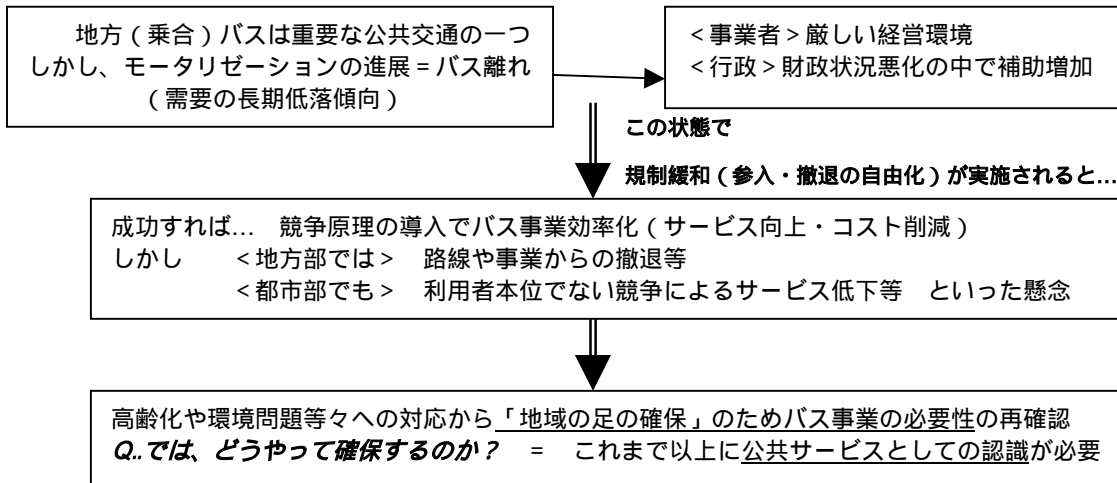 地方（乗合）バスは重要な公共交通の一つ
しかし、モータリゼーションの進展＝バス離れ
（需要の長期低落傾向）
＜事業者＞厳しい経営環境
＜行政＞財政状況悪化の中で補助増加
この状態で
規制緩和（参入・撤退の自由化）が実施されると…
成功すれば…　競争原理の導入でバス事業効率化（サービス向上・コスト削減）
しかし　　＜地方部では＞　路線や事業からの撤退等
＜都市部でも＞　利用者本位でない競争によるサービス低下等　といった懸念
高齢化や環境問題等々への対応から「地域の足の確保」のためバス事業の必要性の再確認
Q..では、どうやって確保するのか？　＝　これまで以上に公共サービスとしての認識が必要